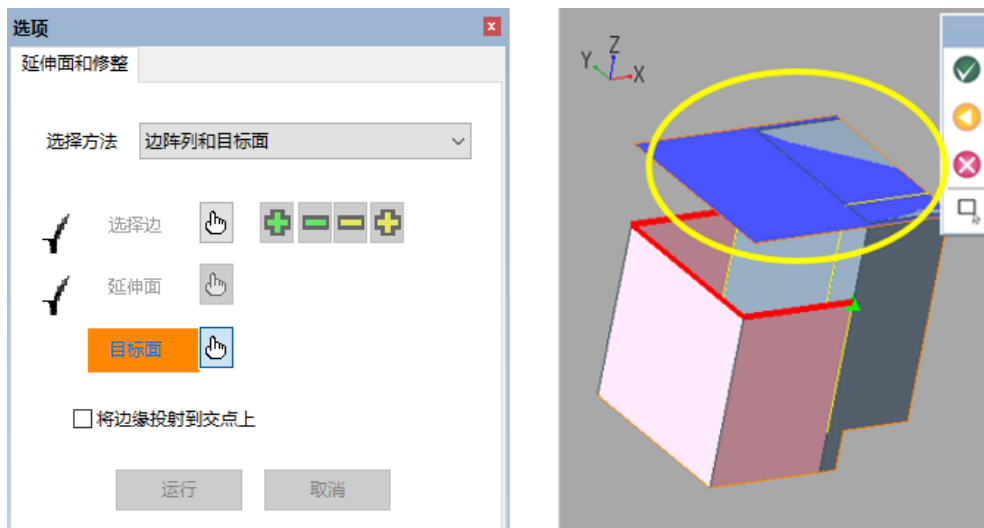 选项
延伸面和修整
选择方法 边阵列和目标面
选择边
延伸面
目标面
将边缘投射到交点上
运行 取消
Z
Y
X